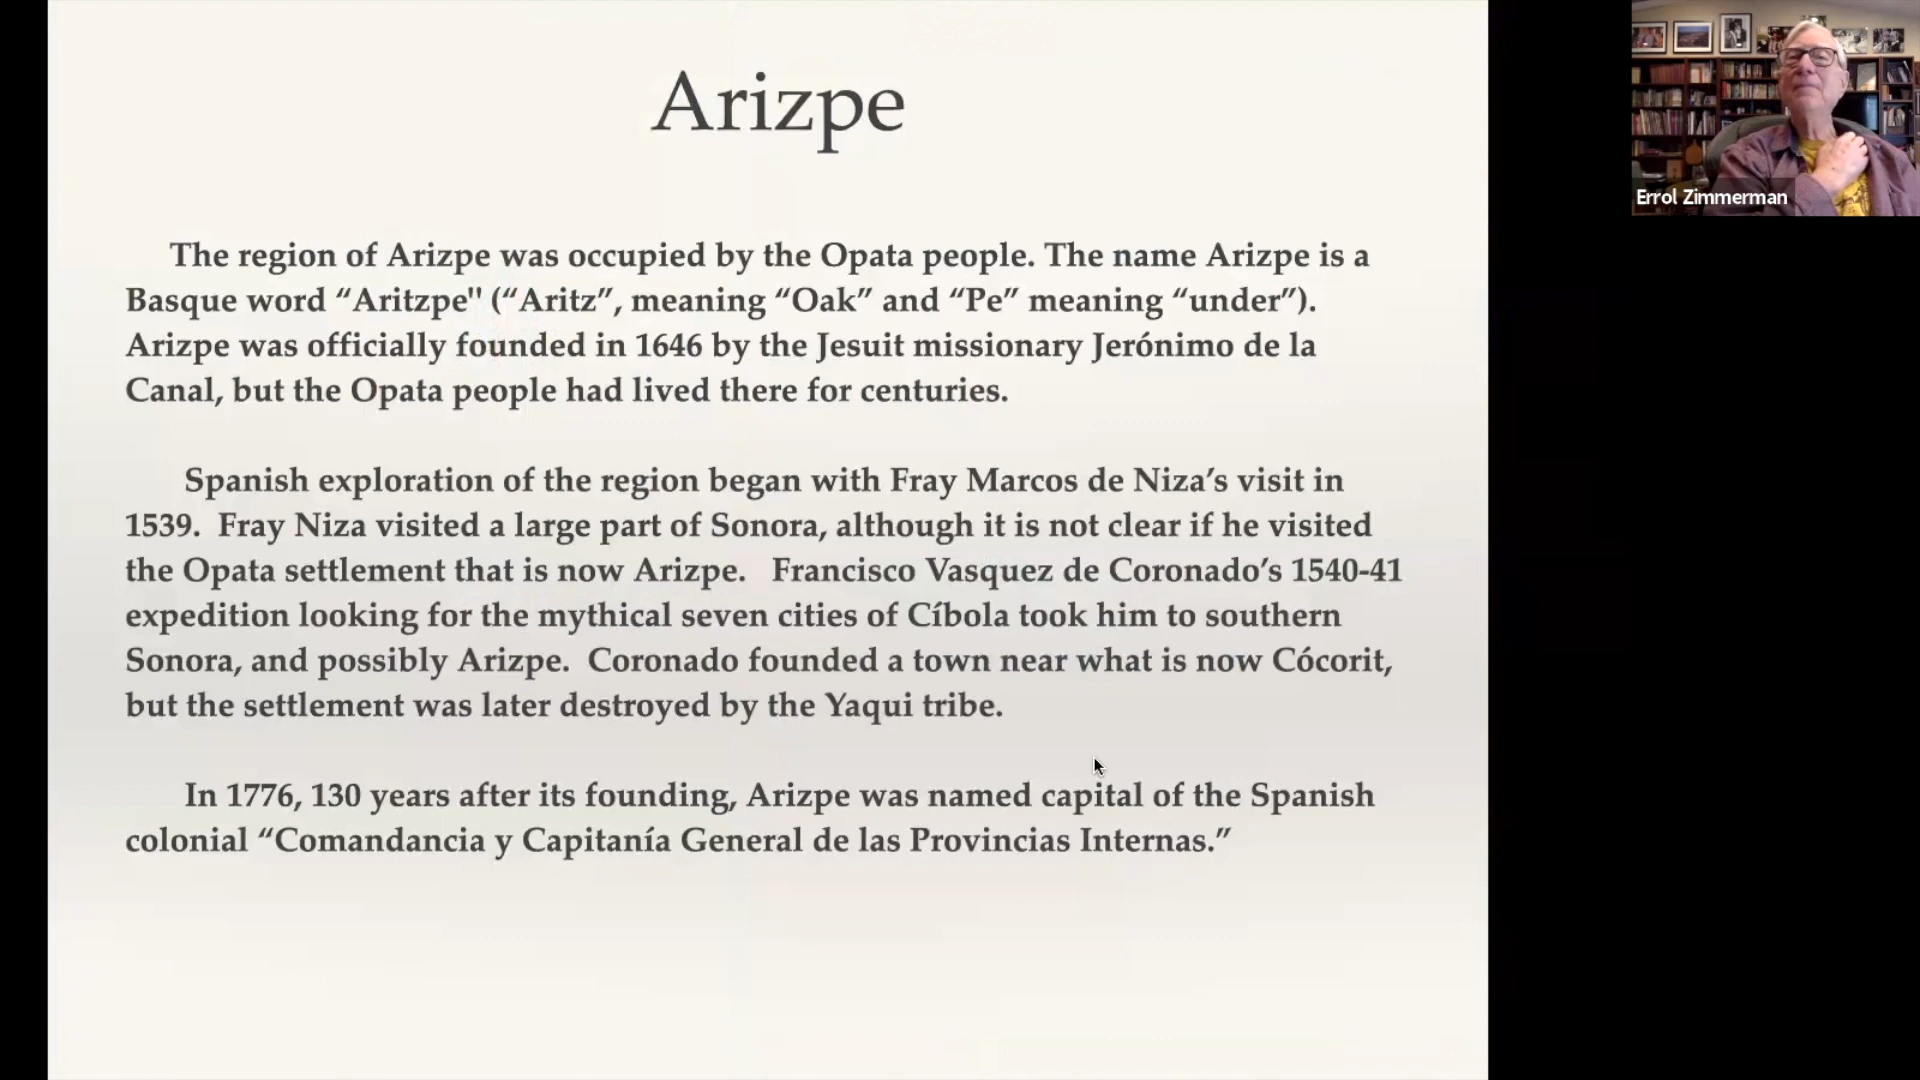 Arizpe
The region of Arizpe was occupied by the Opata people. The name Arizpe is a
Basque word “Aritzpe" (“Aritz”, meaning “Oak” and “Pe” meaning “under”).
Arizpe was officially founded in 1646 by the Jesuit missionary Jerónimo de la
Canal, but the Opata people had lived there for centuries.
Spanish exploration of the region began with Fray Marcos de Niza’s visit in
1539.  Fray Niza visited a large part of Sonora, although it is not clear if he visited
the Opata settlement that is now Arizpe.   Francisco Vasquez de Coronado’s 1540-41
expedition looking for the mythical seven cities of Cíbola took him to southern
Sonora, and possibly Arizpe.  Coronado founded a town near what is now Cócorit,
but the settlement was later destroyed by the Yaqui tribe.
In 1776, 130 years after its founding, Arizpe was named capital of the Spanish
colonial “Comandancia y Capitanía General de las Provincias Internas.”
Errol Zimmerman